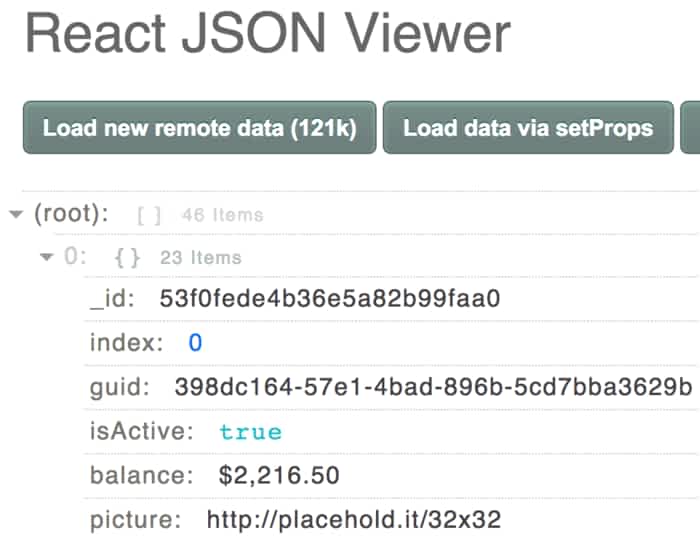 React JSON Viewer
Load new remote data (121k) Load data via setProps
(root): [ ] 46 Items
0: { } 23 Items
_id: 53f0fede4b36e5a82b99faa0
index: 0
guid: 398dc164-57e1-4bad-896b-5cd7bba3629b
isActive: true
balance: $2,216.50
picture: http://placehold.it/32x32